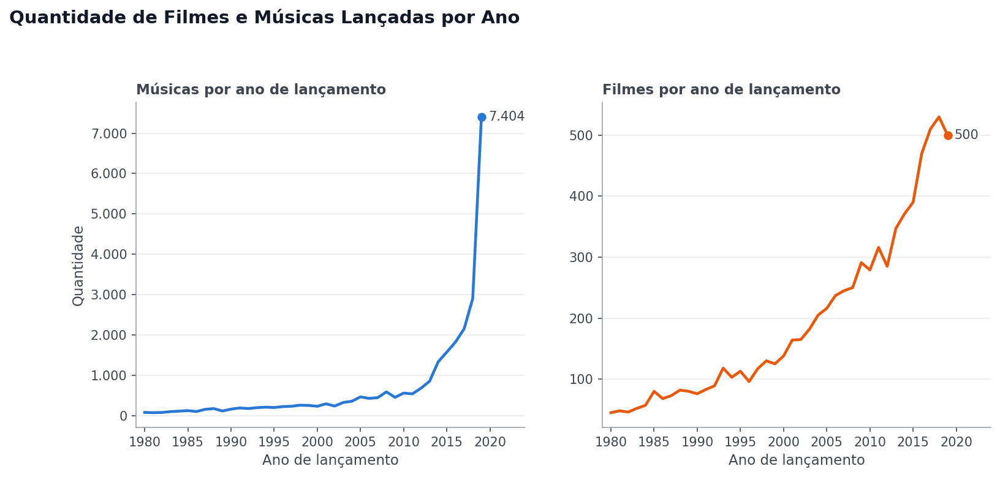 Quantidade de Filmes e Músicas Lançadas por Ano
Músicas por ano de lançamento
7.404
7.000
6.000
5.000
4.000
3.000
2.000
1.000
0
Quantidade
1980 1985 1990 1995 2000 2005 2010 2015 2020
Ano de lançamento
Filmes por ano de lançamento
500
500
400
300
200
100
1980 1985 1990 1995 2000 2005 2010 2015 2020
Ano de lançamento